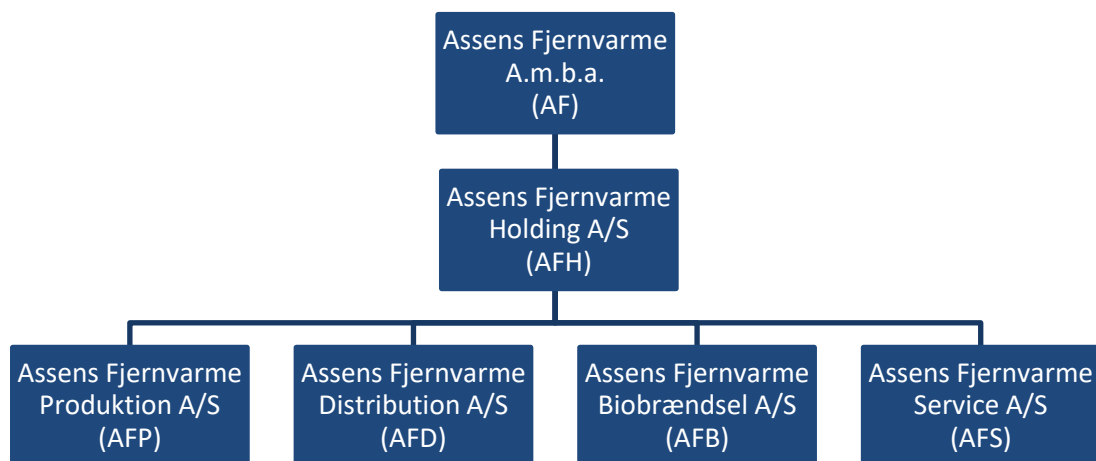 Assens Fjernvarme
A.m.b.a.
(AF)
Assens Fjernvarme
Holding A/S
(AFH)
Assens Fjernvarme
Produktion A/S
(AFP)
Assens Fjernvarme
Distribution A/S
(AFD)
Assens Fjernvarme
Biobrændsel A/S
(AFB)
Assens Fjernvarme
Service A/S
(AFS)